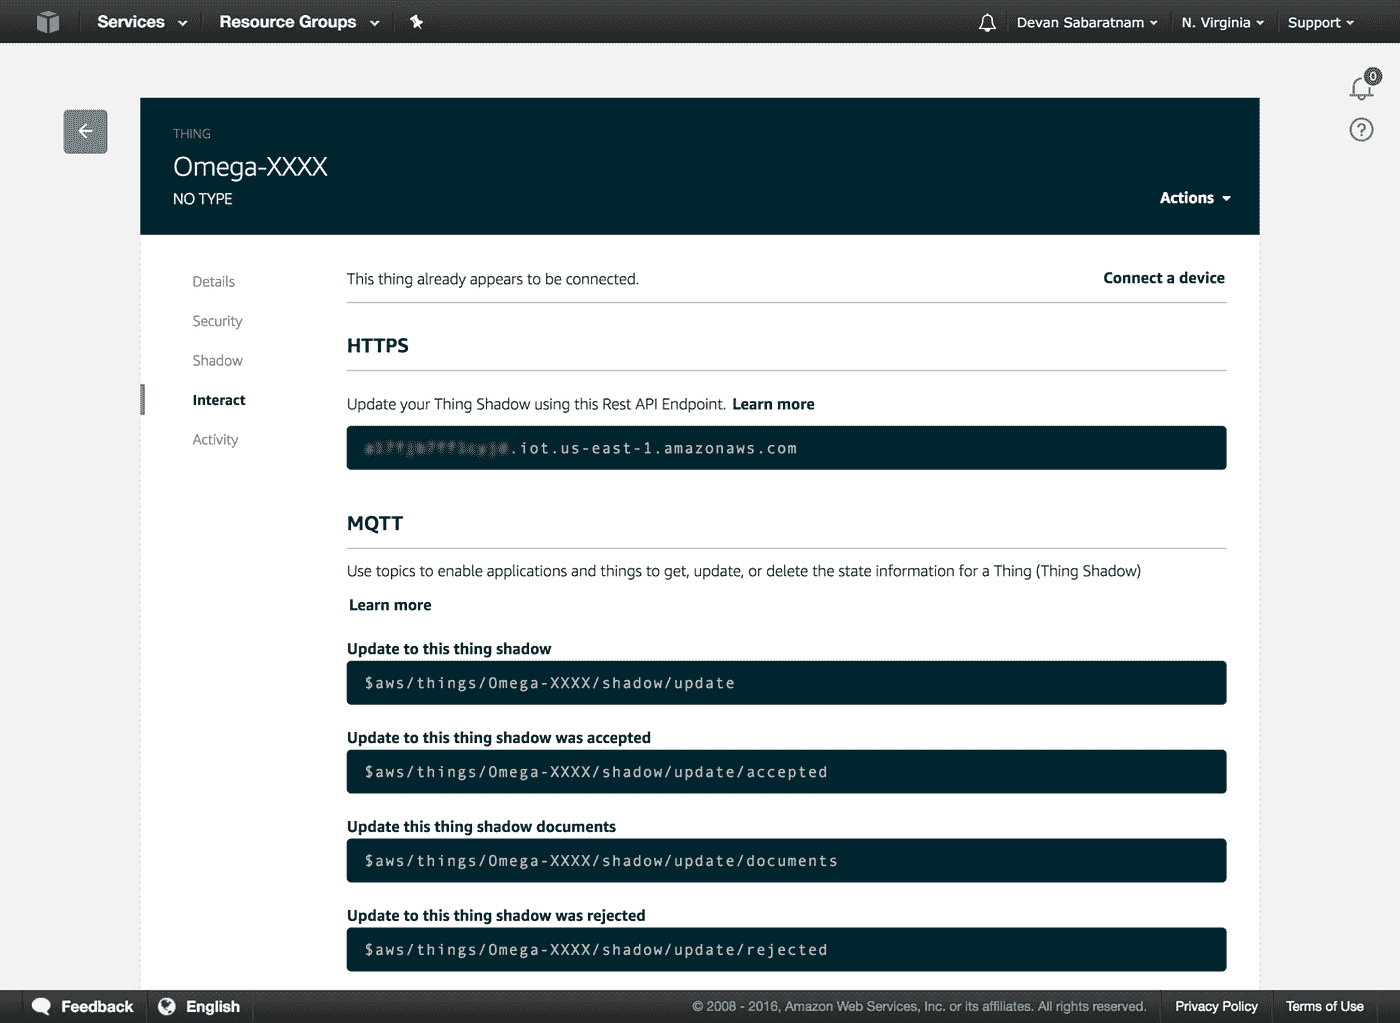 Services Resource Groups Devan Sabaratnam N. Virginia Support
0
THING
Omega-XXXX
NO TYPE
Actions
Details
Security
Shadow
Interact
Activity
This thing already appears to be connected. Connect a device
HTTPS
Update your Thing Shadow using this Rest API Endpoint. Learn more
.iot.us-east-1.amazonaws.com
MQTT
Use topics to enable applications and things to get, update, or delete the state information for a Thing (Thing Shadow)
Learn more
Update to this thing shadow
$aws/things/Omega-XXXX/shadow/update
Update to this thing shadow was accepted
$aws/things/Omega-XXXX/shadow/update/accepted
Update this thing shadow documents
$aws/things/Omega-XXXX/shadow/update/documents
Update to this thing shadow was rejected
$aws/things/Omega-XXXX/shadow/update/rejected
Feedback English © 2008 - 2016, Amazon Web Services, Inc. or its affiliates. All rights reserved. Privacy Policy Terms of Use